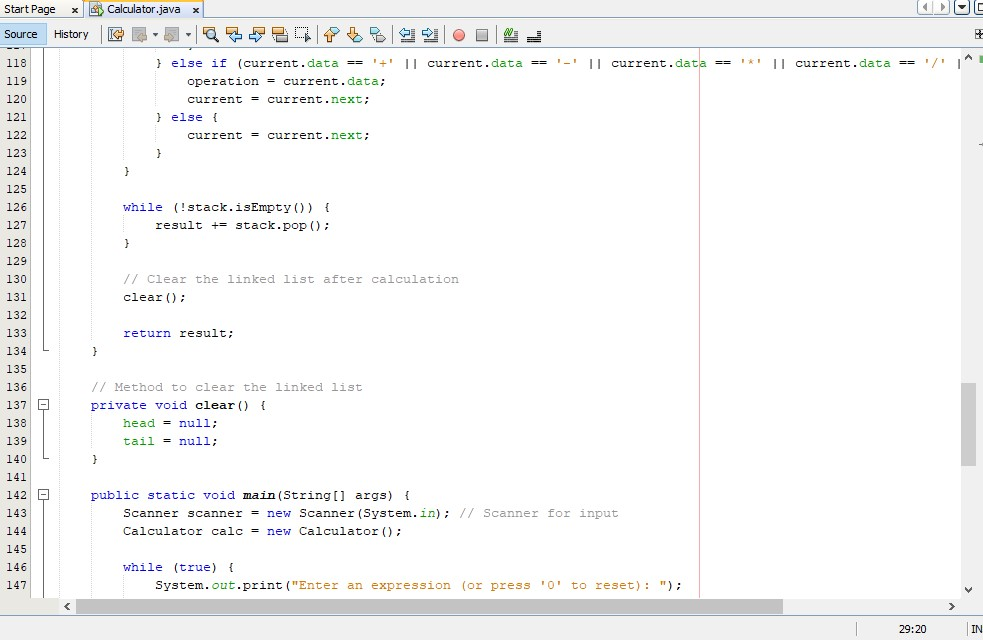 Start Page x Calculator.java x
Source History
118 } else if (current.data == '+' || current.data == '-' || current.data == '*' || current.data == '/' |
119 operation = current.data;
120 current = current.next;
121 } else {
122 current = current.next;
123 }
124 }
125
126 while (!stack.isEmpty()) {
127 result += stack.pop();
128 }
129
130 // Clear the linked list after calculation
131 clear();
132
133 return result;
134 }
135
136 // Method to clear the linked list
137 private void clear() {
138 head = null;
139 tail = null;
140 }
141
142 public static void main(String[] args) {
143 Scanner scanner = new Scanner(System.in); // Scanner for input
144 Calculator calc = new Calculator();
145
146 while (true) {
147 System.out.print("Enter an expression (or press '0' to reset): ");
29:20 IN